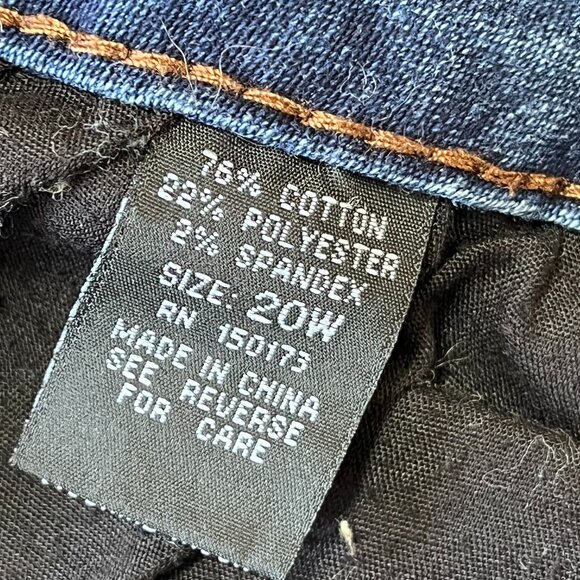 76% COTTON
22% POLYESTER
2% SPANDEX
SIZE: 20W
RN 150173
MADE IN CHINA
SEE REVERSE
FOR CARE